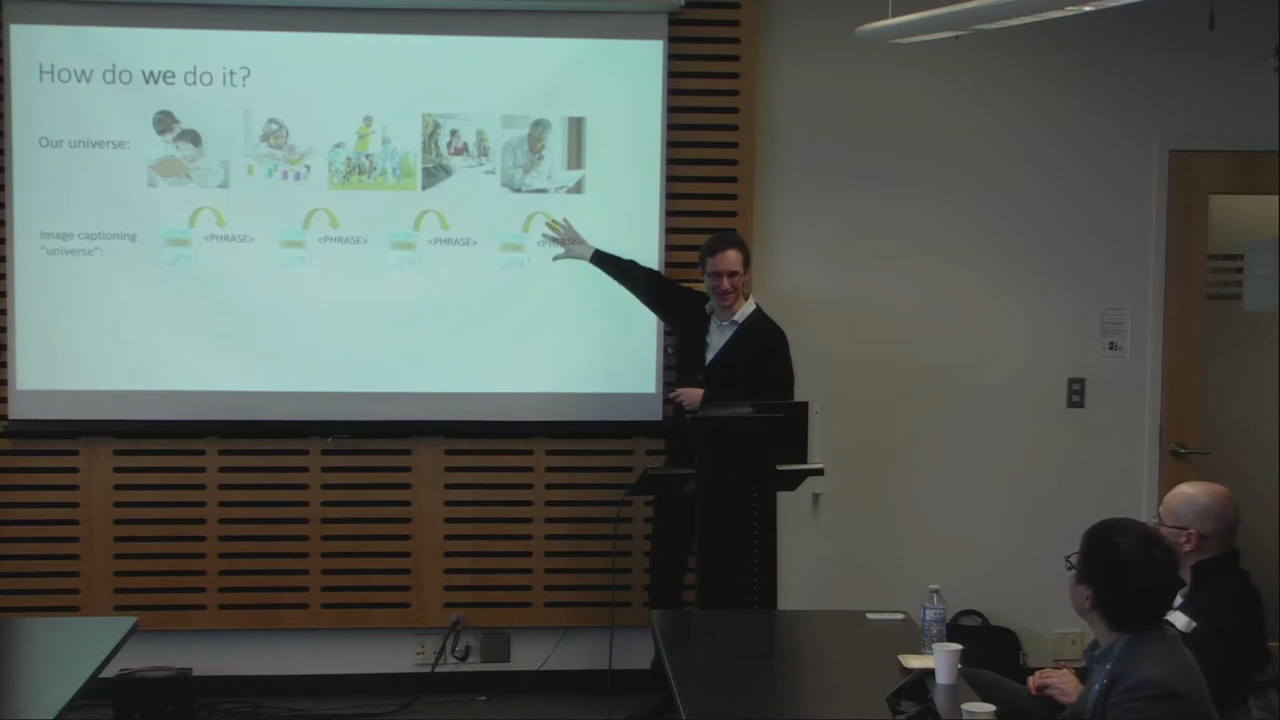 How do we do it?
Our universe:
Image captioning
"universe":
<PHRASE>
<PHRASE>
<PHRASE>